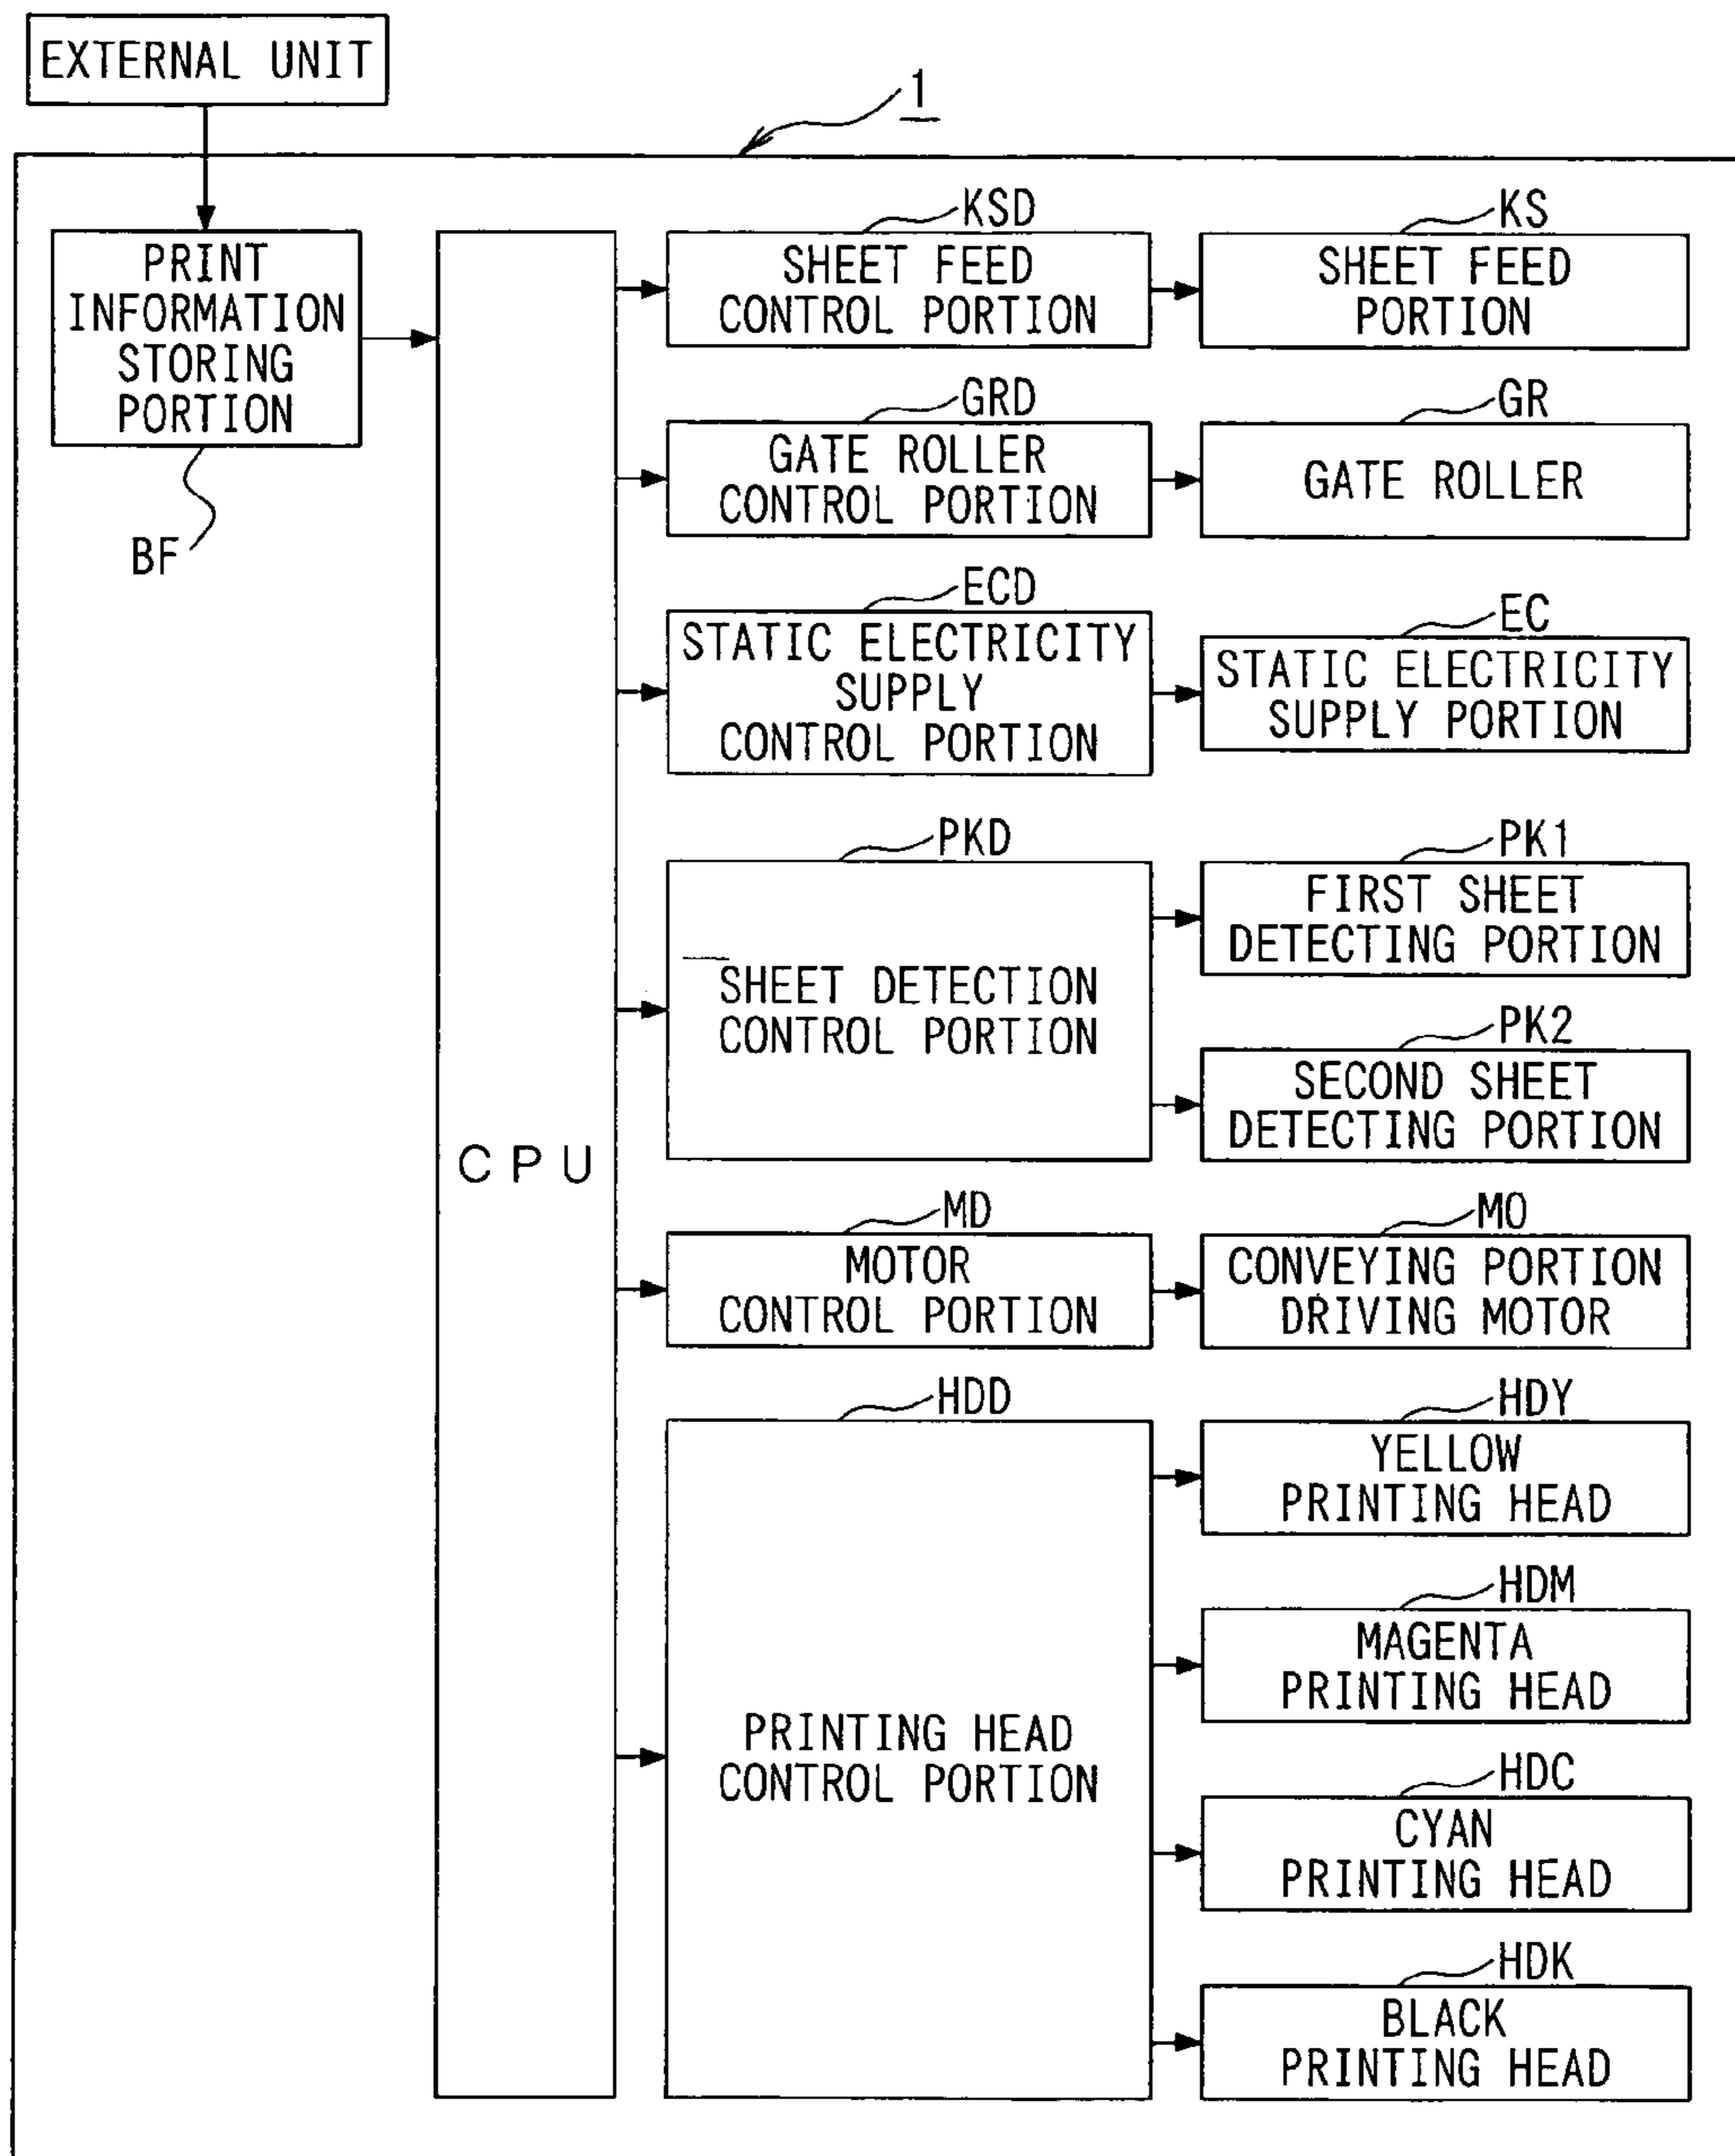 EXTERNAL UNIT
1
PRINT
INFORMATION
STORING
PORTION
BF
CPU
KSD
SHEET FEED
CONTROL PORTION
KS
SHEET FEED
PORTION
GRD
GATE ROLLER
CONTROL PORTION
GR
GATE ROLLER
ECD
STATIC ELECTRICITY
SUPPLY
CONTROL PORTION
EC
STATIC ELECTRICITY
SUPPLY PORTION
PKD
SHEET DETECTION
CONTROL PORTION
PK1
FIRST SHEET
DETECTING PORTION
PK2
SECOND SHEET
DETECTING PORTION
MD
MOTOR
CONTROL PORTION
MO
CONVEYING PORTION
DRIVING MOTOR
HDD
PRINTING HEAD
CONTROL PORTION
HDY
YELLOW
PRINTING HEAD
HDM
MAGENTA
PRINTING HEAD
HDC
CYAN
PRINTING HEAD
HDK
BLACK
PRINTING HEAD